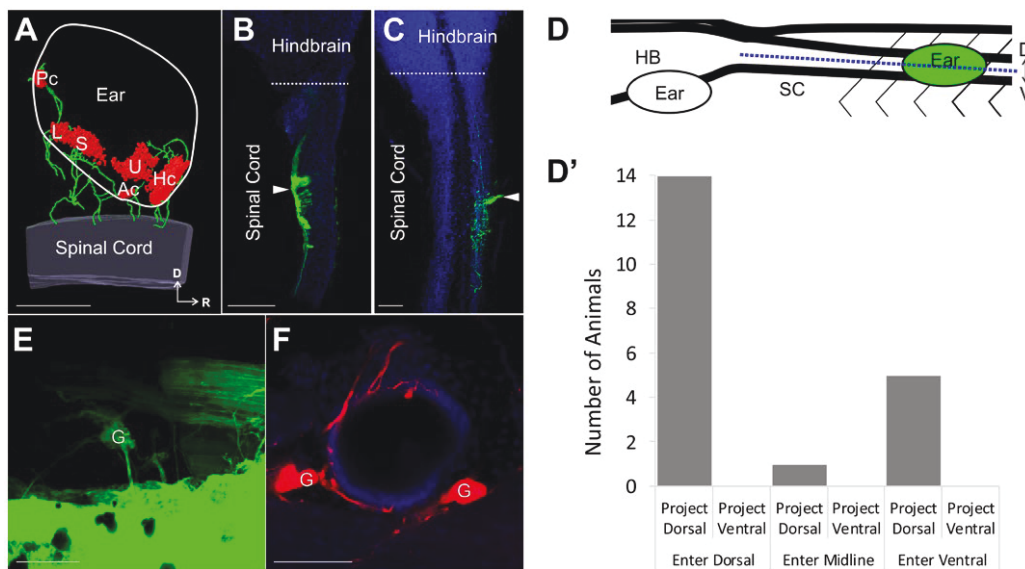 A
Pc
Ear
L
S
U
Ac
Hc
Spinal Cord
D
R
B
Hindbrain
Spinal Cord
C
Hindbrain
Spinal Cord
D
HB
Ear
SC
Ear
D
V
D'
Number of Animals
14
12
10
8
6
4
2
0
Project Dorsal
Project Ventral
Project Dorsal
Project Ventral
Project Dorsal
Project Ventral
Enter Dorsal
Enter Midline
Enter Ventral
E
G
F
G
G